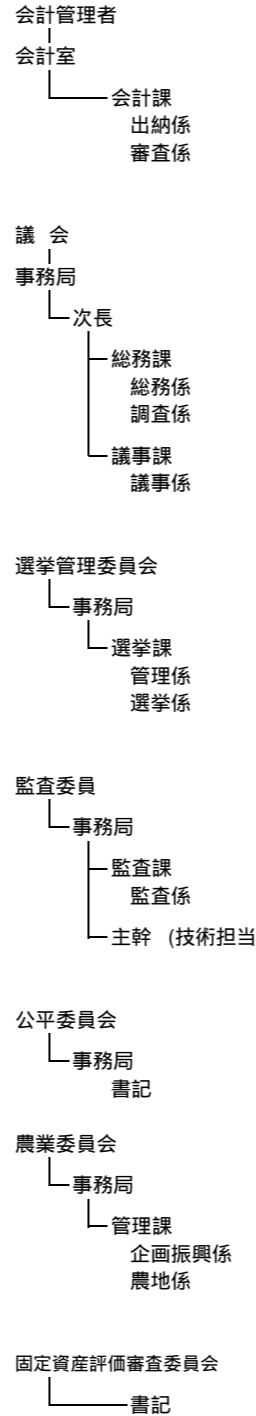 会計管理者
会計室
会計課
出納係
審査係
議 会
事務局
次長
総務課
総務係
調査係
議事課
議事係
選挙管理委員会
事務局
選挙課
管理係
選挙係
監査委員
事務局
監査課
監査係
主幹 (技術担当
公平委員会
事務局
書記
農業委員会
事務局
管理課
企画振興係
農地係
固定資産評価審査委員会
書記